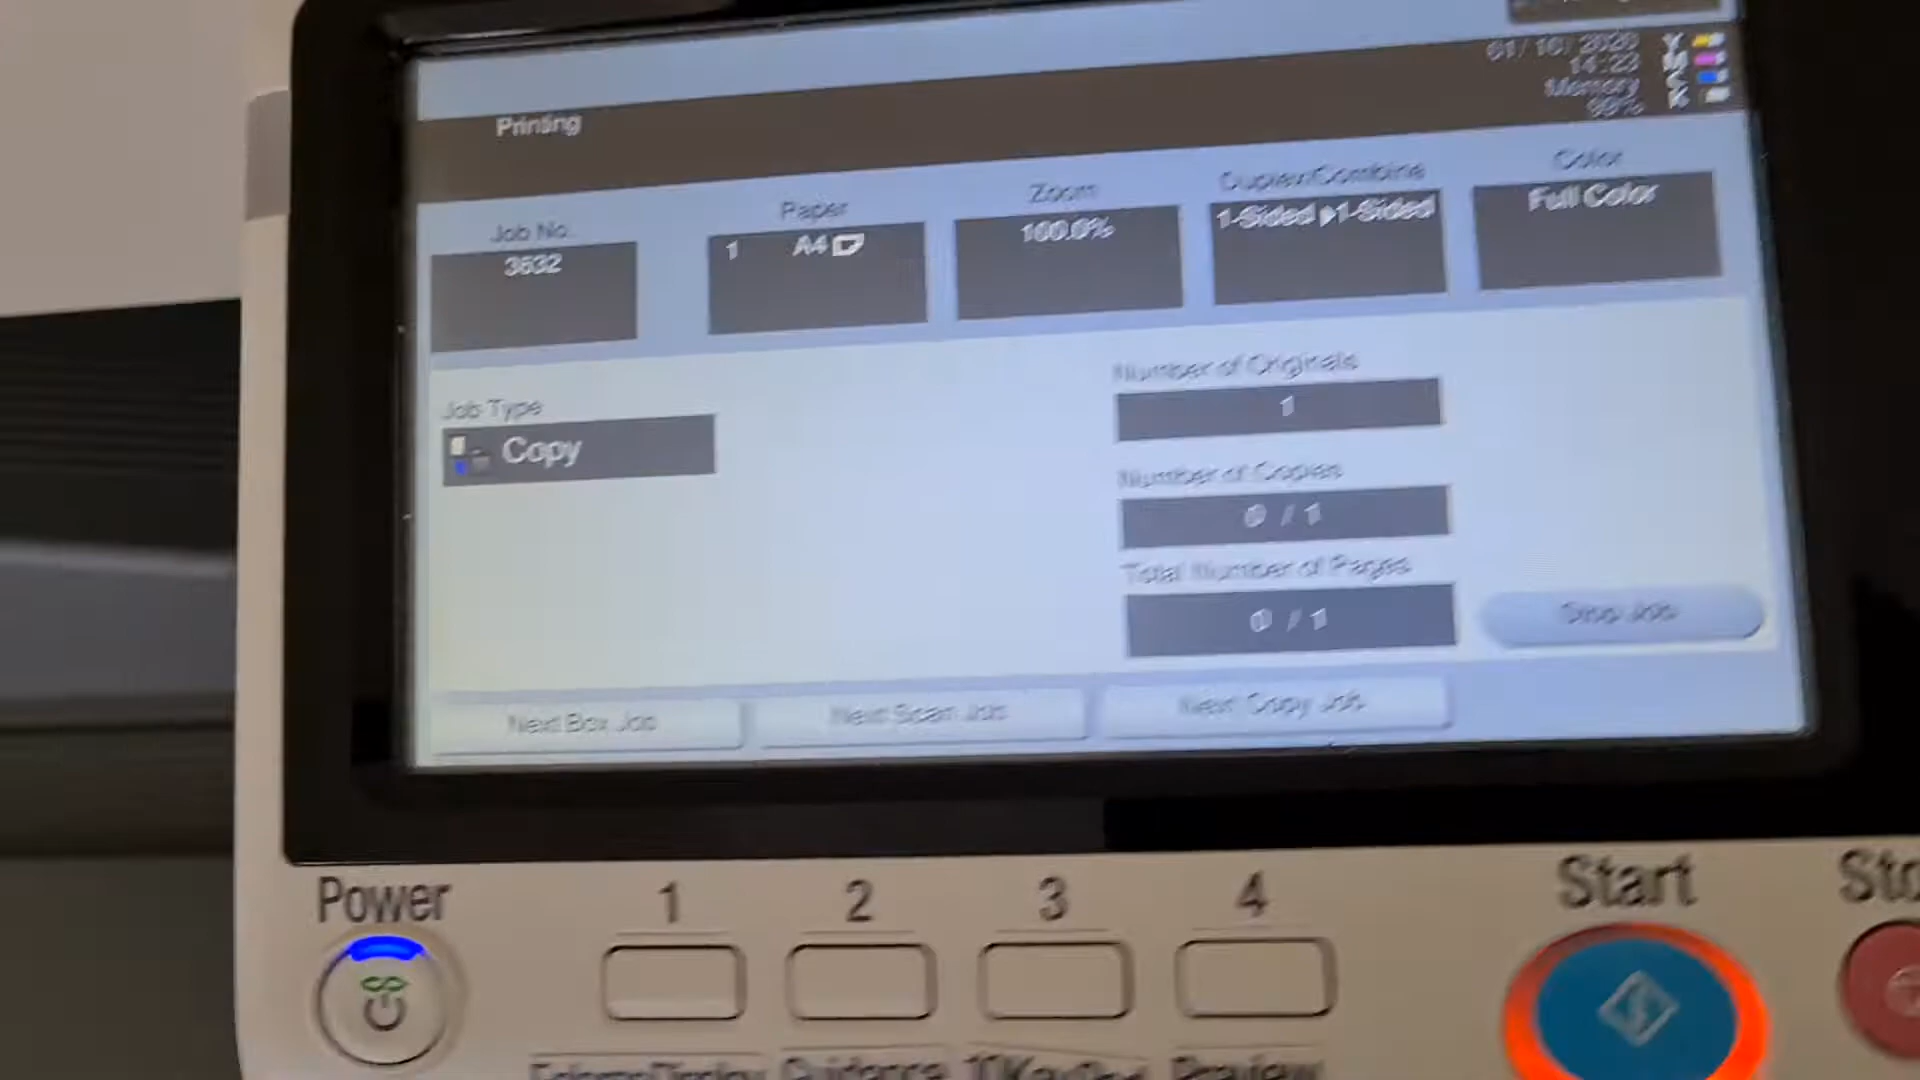 01/10/2020
14:23
Memory
99%
Y
M
C
K
Printing
Job No.
3632
Paper
1 A4
Zoom
100.0%
Duplex/Combine
1-Sided ▶1-Sided
Color
Full Color
Job Type
Copy
Number of Originals
1
Number of Copies
0 / 1
Total Number of Pages
0 / 1
Stop Job
Next Box Job
Next Scan Job
Next Copy Job
Power
1
2
3
4
Start
Sto
Guidance
Preview